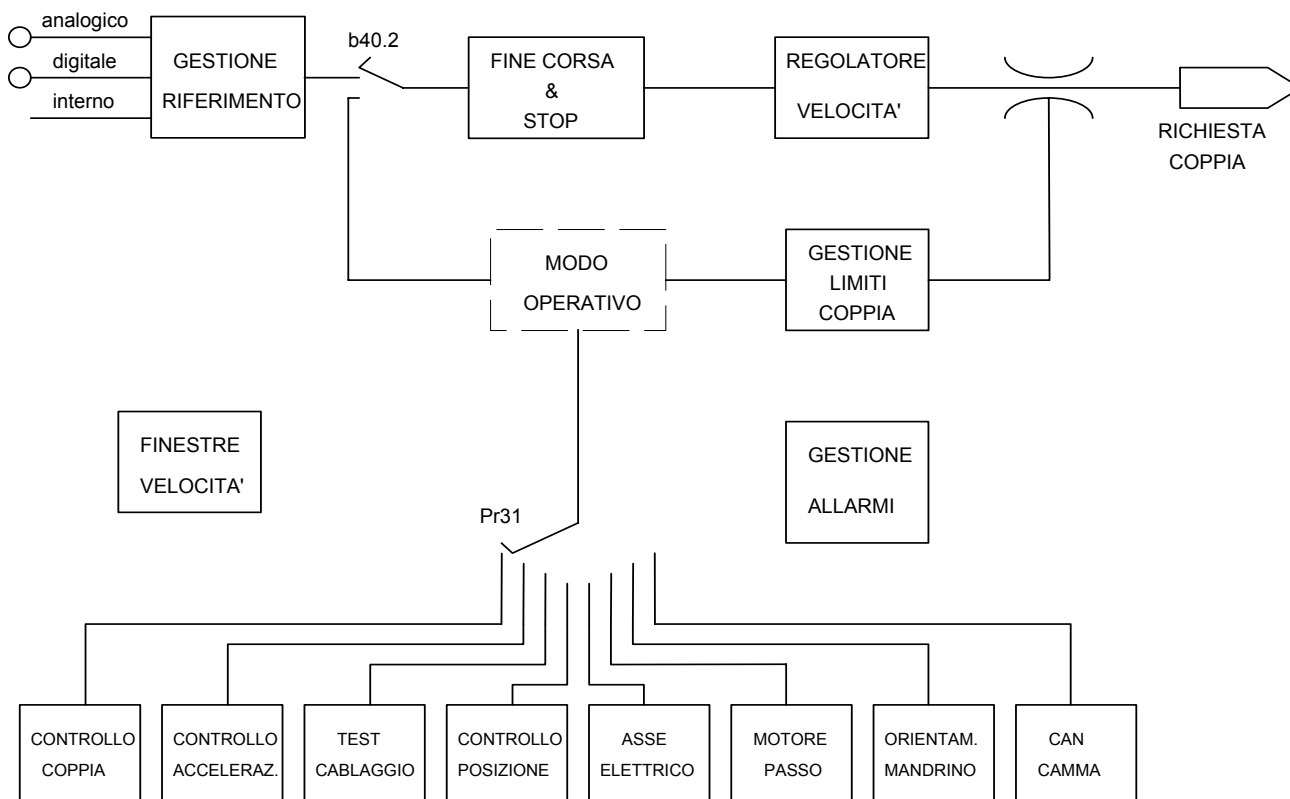 analogico
digitale
interno
GESTIONE
RIFERIMENTO
b40.2
FINE CORSA
&
STOP
REGOLATORE
VELOCITA'
RICHIESTA
COPPIA
MODO
OPERATIVO
GESTIONE
LIMITI
COPPIA
FINESTRE
VELOCITA'
GESTIONE
ALLARMI
Pr31
CONTROLLO
COPPIA
CONTROLLO
ACCELERAZ.
TEST
CABLAGGIO
CONTROLLO
POSIZIONE
ASSE
ELETTRICO
MOTORE
PASSO
ORIENTAM.
MANDRINO
CAN
CAMMA